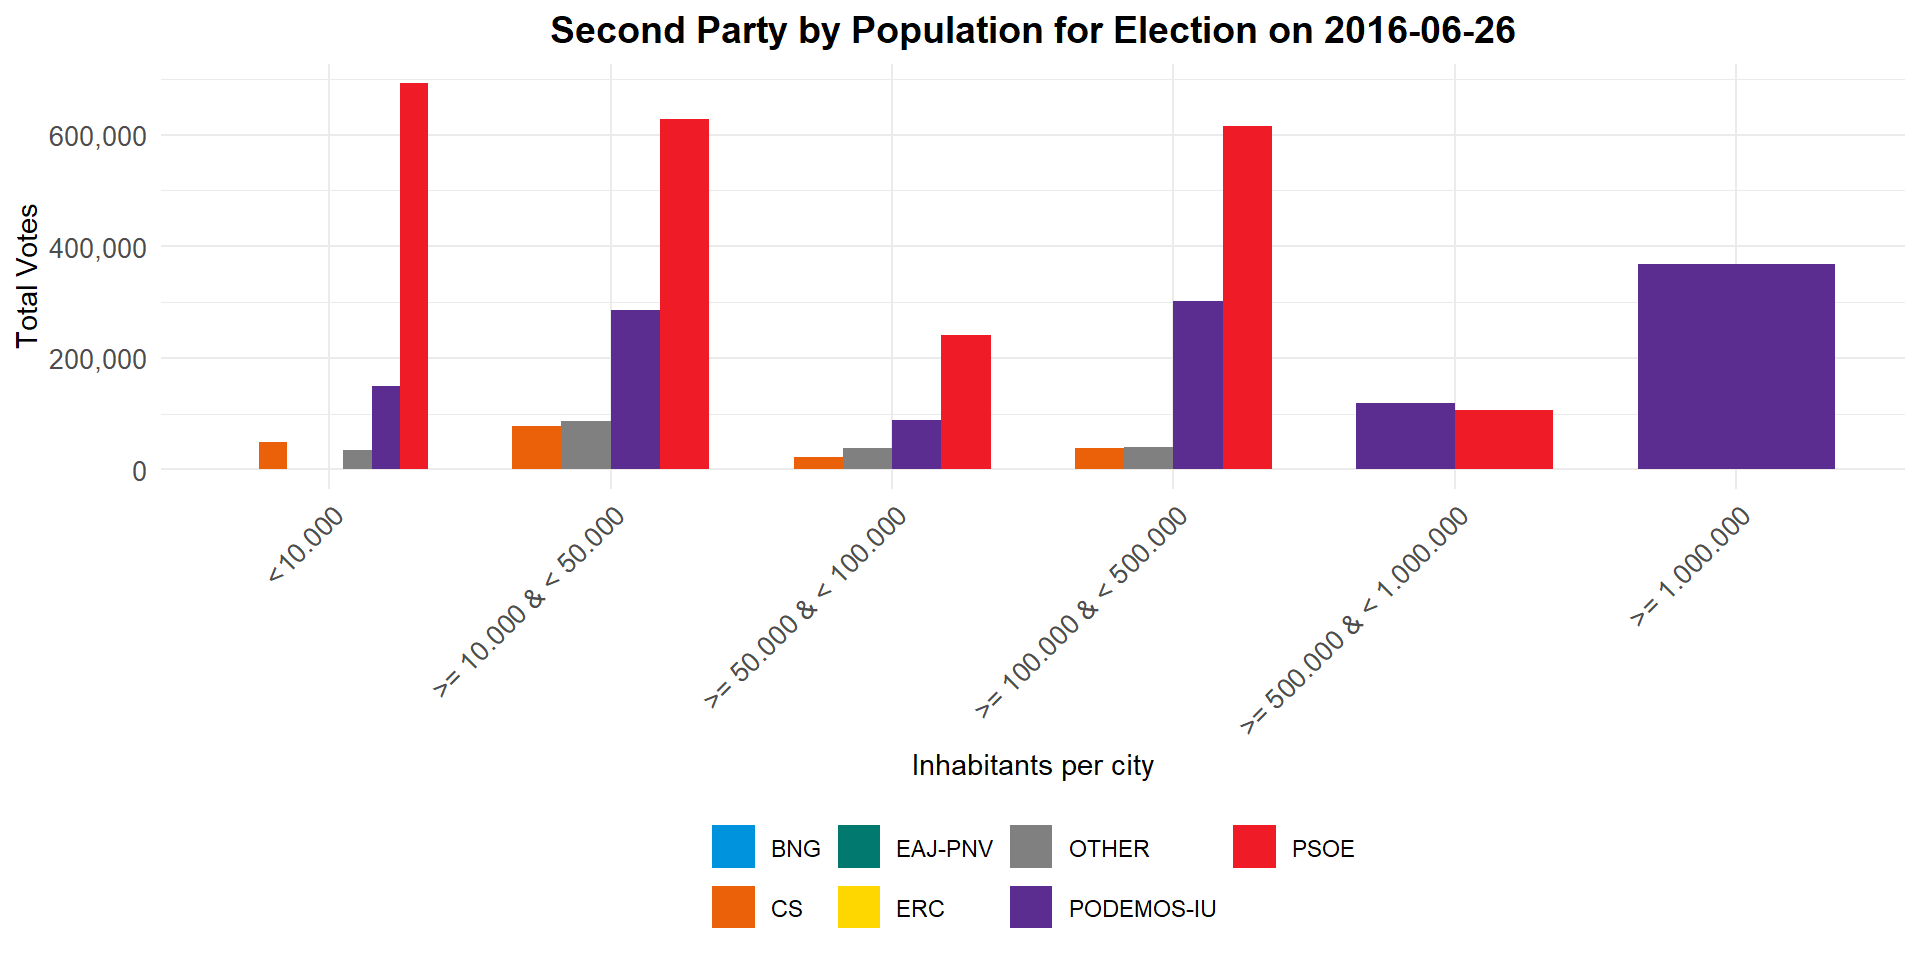 Second Party by Population for Election on 2016-06-26
Total Votes
600,000
400,000
200,000
0
<10.000
>= 10.000 & < 50.000
>= 50.000 & < 100.000
>= 100.000 & < 500.000
>= 500.000 & < 1.000.000
>= 1.000.000
Inhabitants per city
BNG
EAJ-PNV
OTHER
PSOE
CS
ERC
PODEMOS-IU